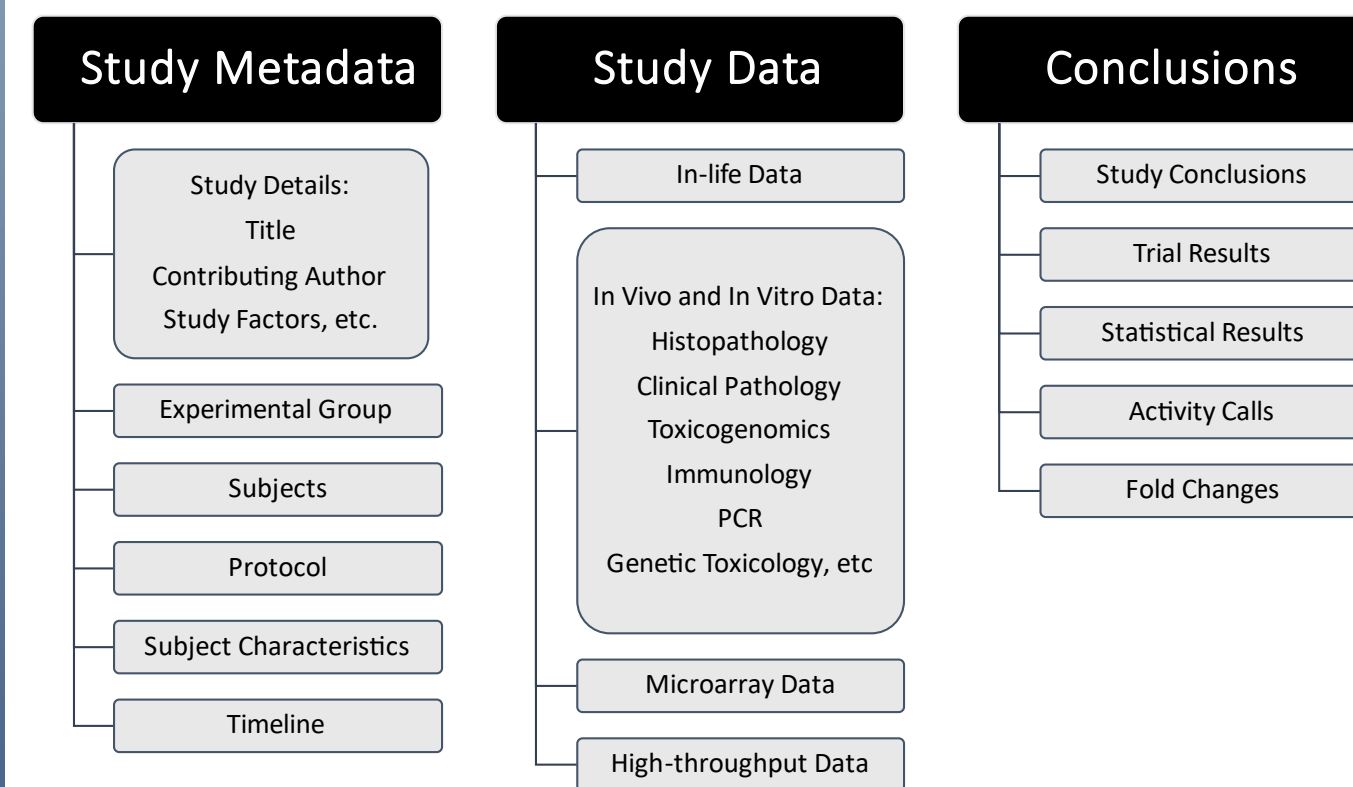 Study Metadata
Study Details:
Title
Contributing Author
Study Factors, etc.
Experimental Group
Subjects
Protocol
Subject Characteristics
Timeline
Study Data
In-life Data
In Vivo and In Vitro Data:
Histopathology
Clinical Pathology
Toxicogenomics
Immunology
PCR
Genetic Toxicology, etc
Microarray Data
High-throughput Data
Conclusions
Study Conclusions
Trial Results
Statistical Results
Activity Calls
Fold Changes